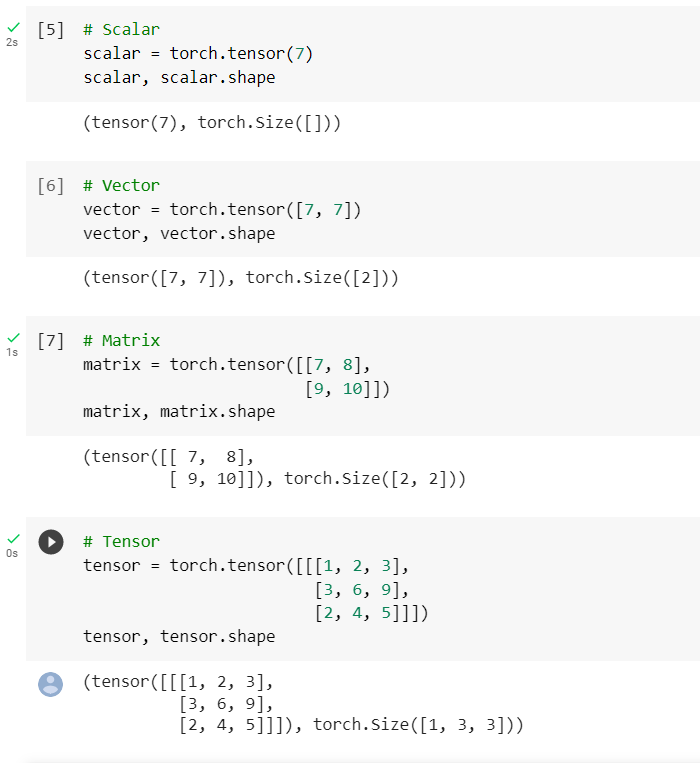 [5] # Scalar
2s
scalar = torch.tensor(7)
scalar, scalar.shape
(tensor(7), torch.Size([]))
[6] # Vector
vector = torch.tensor([7, 7])
vector, vector.shape
(tensor([7, 7]), torch.Size([2]))
[7] # Matrix
1s
matrix = torch.tensor([[7, 8],
[9, 10]])
matrix, matrix.shape
(tensor([[ 7,  8],
[ 9, 10]]), torch.Size([2, 2]))
# Tensor
0s
tensor = torch.tensor([[[1, 2, 3],
[3, 6, 9],
[2, 4, 5]]])
tensor, tensor.shape
(tensor([[[1, 2, 3],
[3, 6, 9],
[2, 4, 5]]]), torch.Size([1, 3, 3]))